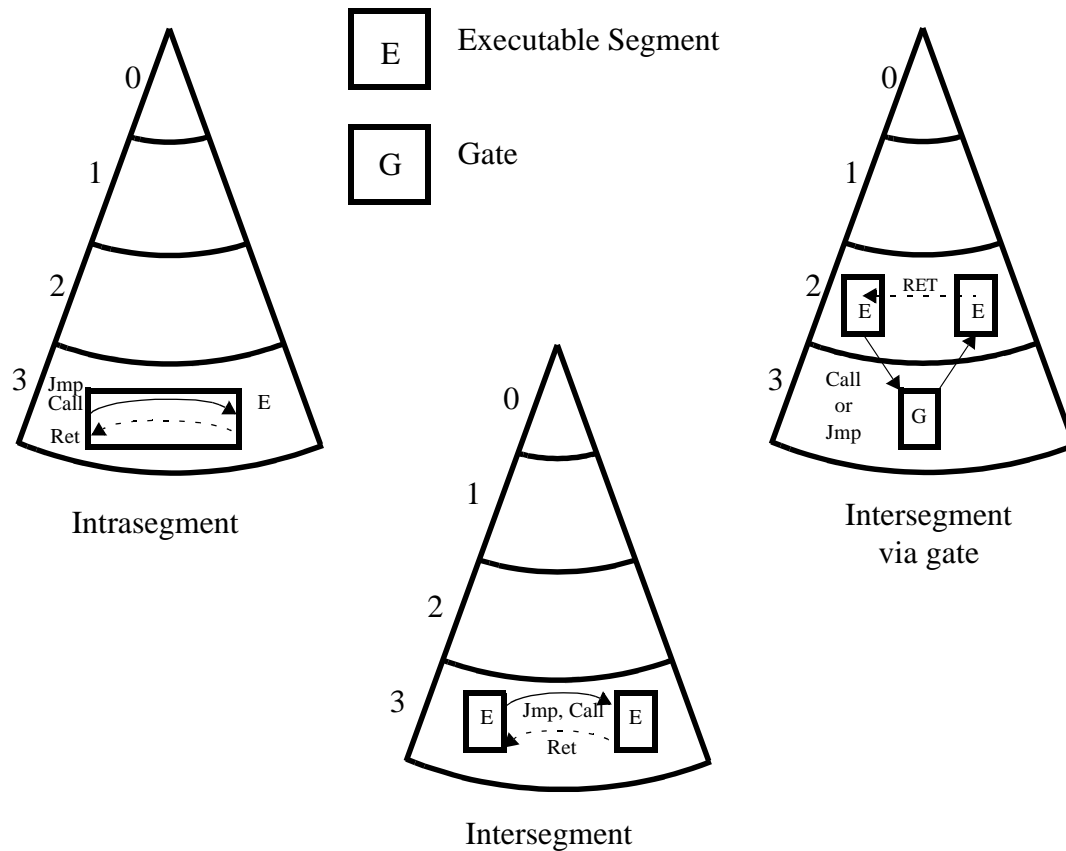 0
1
2
3
Jmp
Call
Ret
E
Intrasegment
E
Executable Segment
G
Gate
0
1
2
3
E
RET
E
Call
or
Jmp
G
Intersegment
via gate
0
1
2
3
E
Jmp, Call
E
Ret
Intersegment